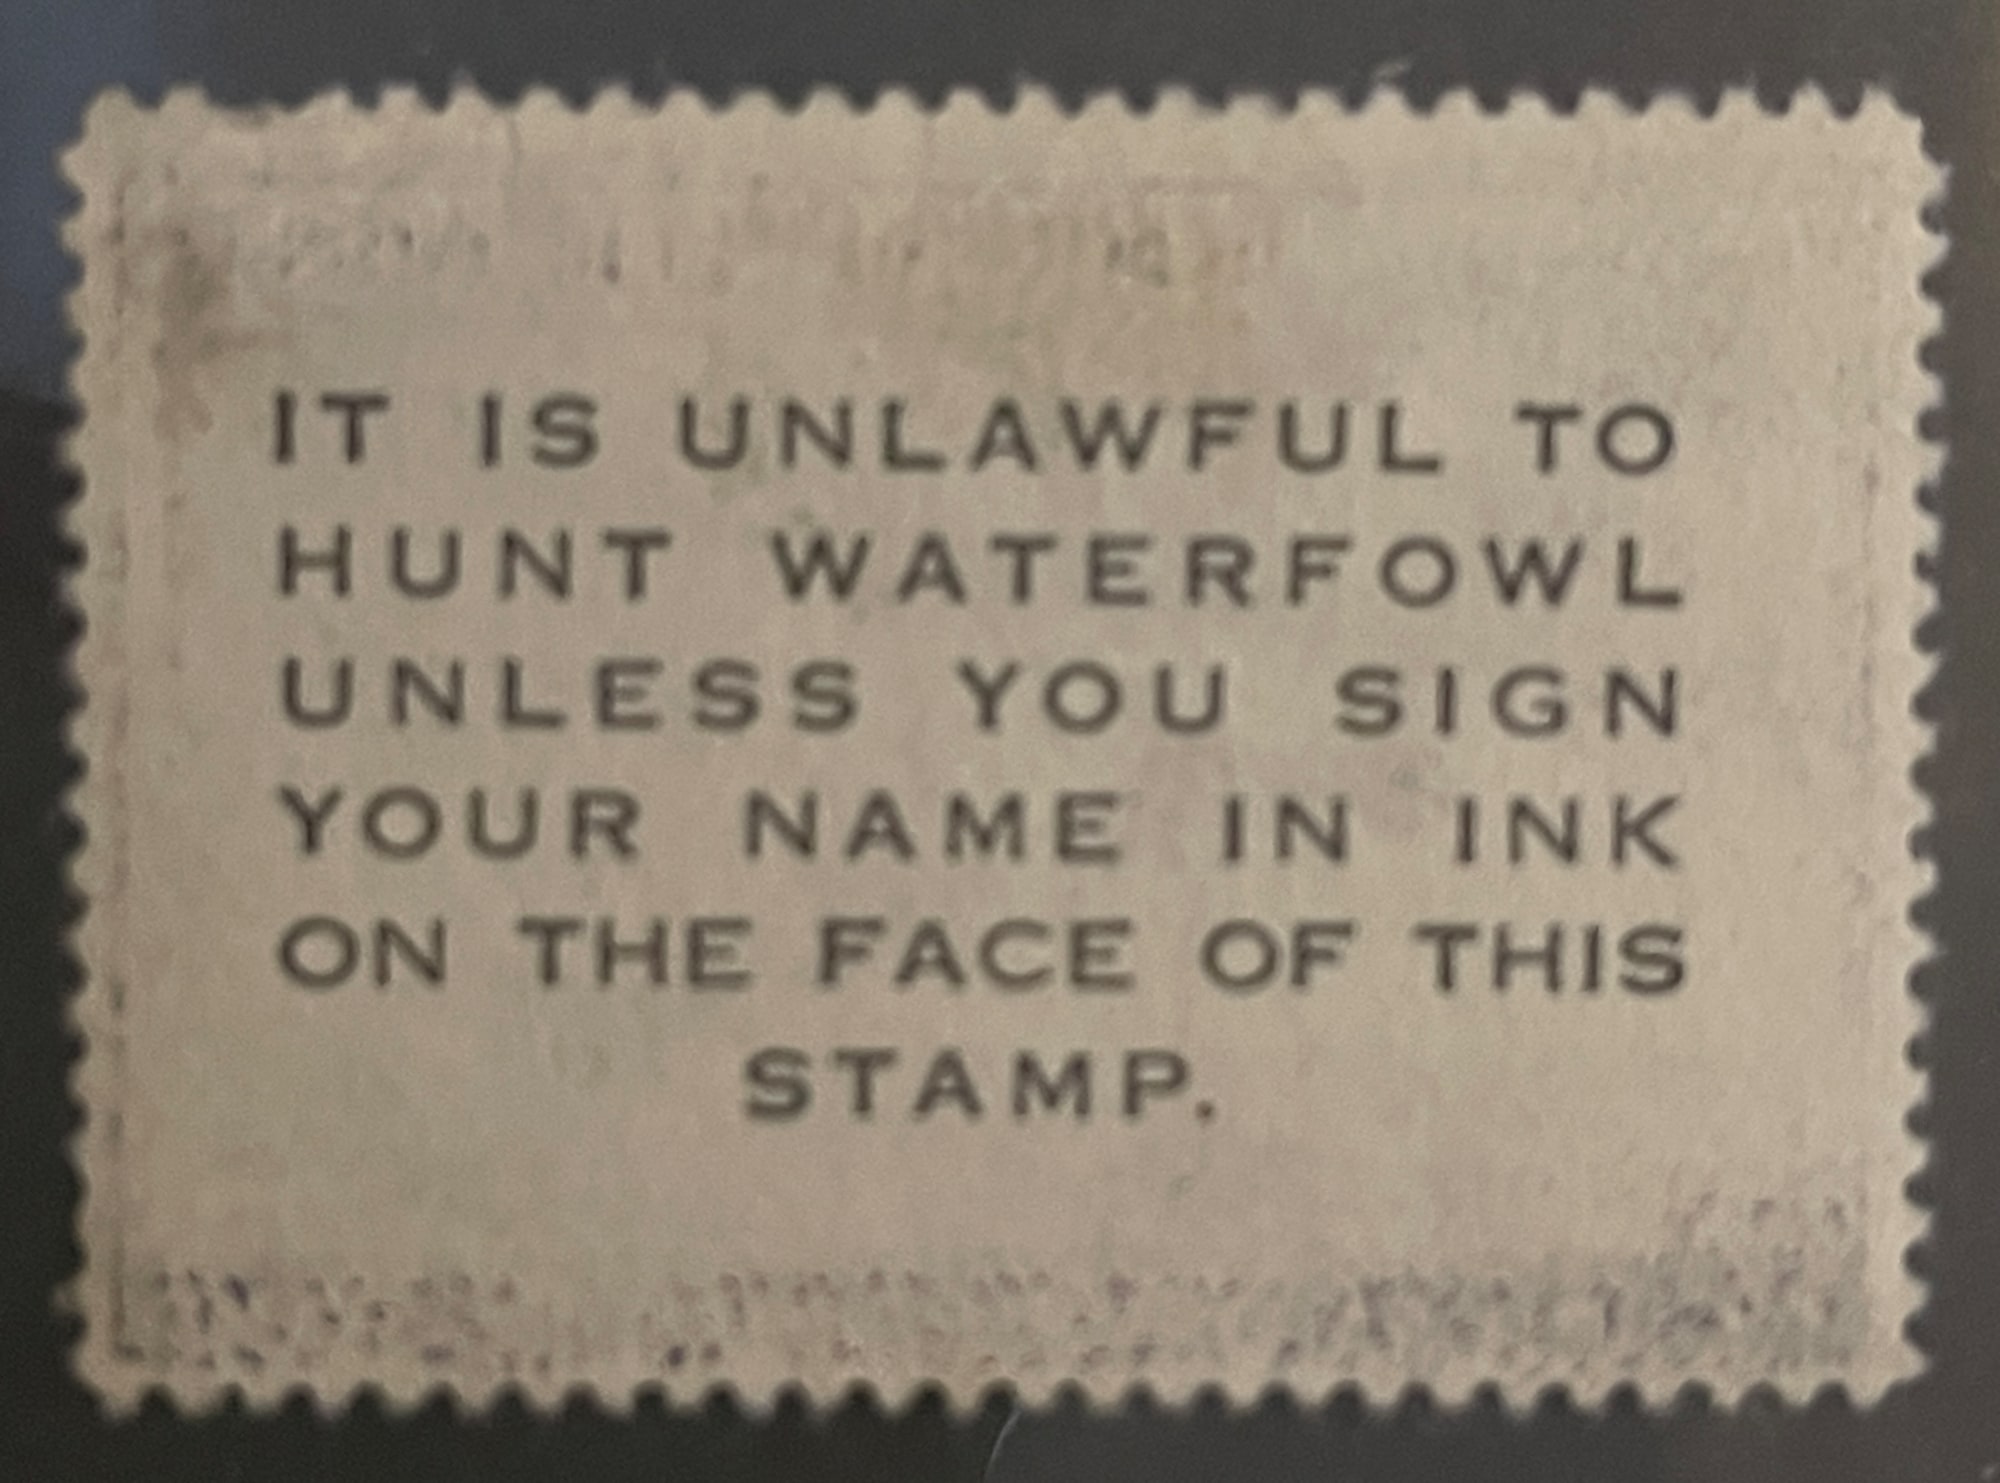 IT IS UNLAWFUL TO
HUNT WATERFOWL
UNLESS YOU SIGN
YOUR NAME IN INK
ON THE FACE OF THIS
STAMP.